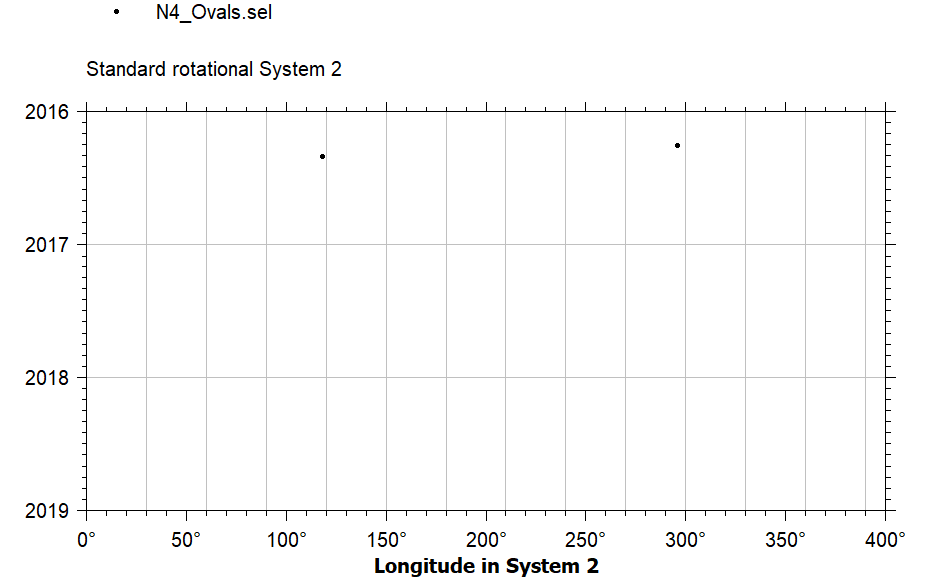 N4_Ovals.sel
Standard rotational System 2
2016
2017
2018
2019
0° 50° 100° 150° 200° 250° 300° 350° 400°
Longitude in System 2